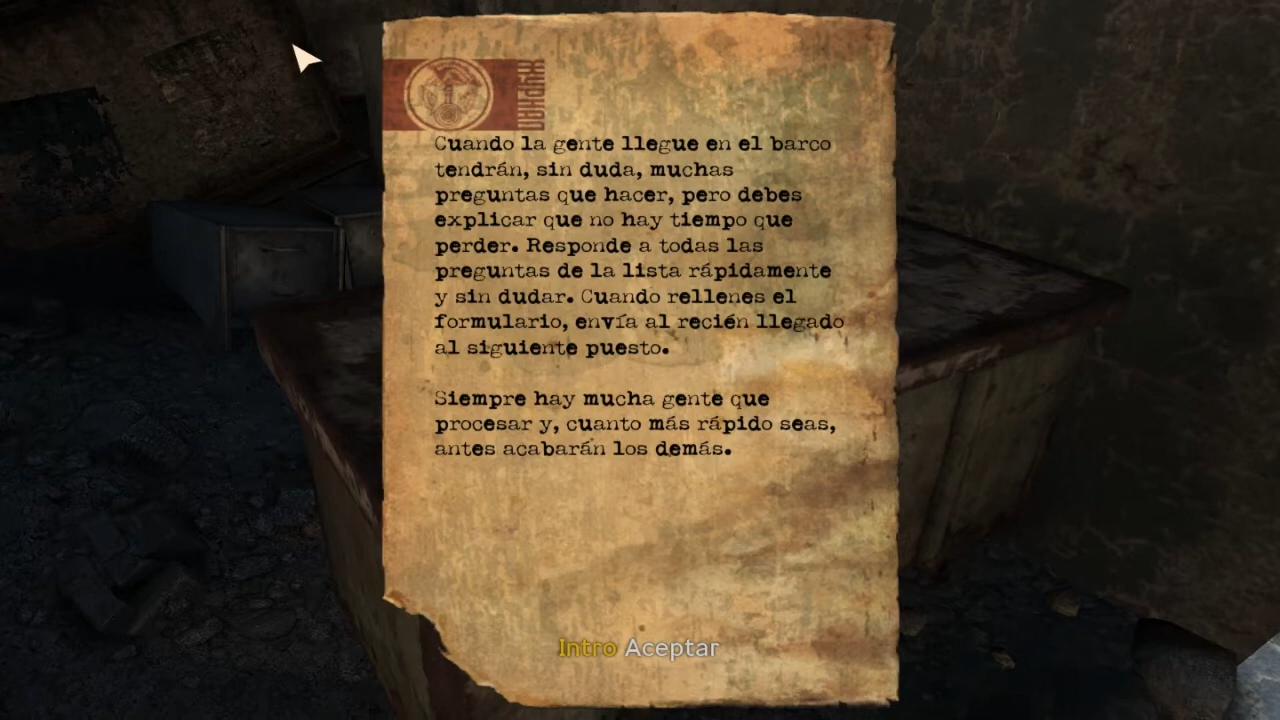 Cuando la gente llegue en el barco
tendrán, sin duda, muchas
preguntas que hacer, pero debes
explicar que no hay tiempo que
perder. Responde a todas las
preguntas de la lista rápidamente
y sin dudar. Cuando rellenes el
formulario, envía al recién llegado
al siguiente puesto.
Siempre hay mucha gente que
procesar y, cuanto más rápido seas,
antes acabarán los demás.
Intro Aceptar